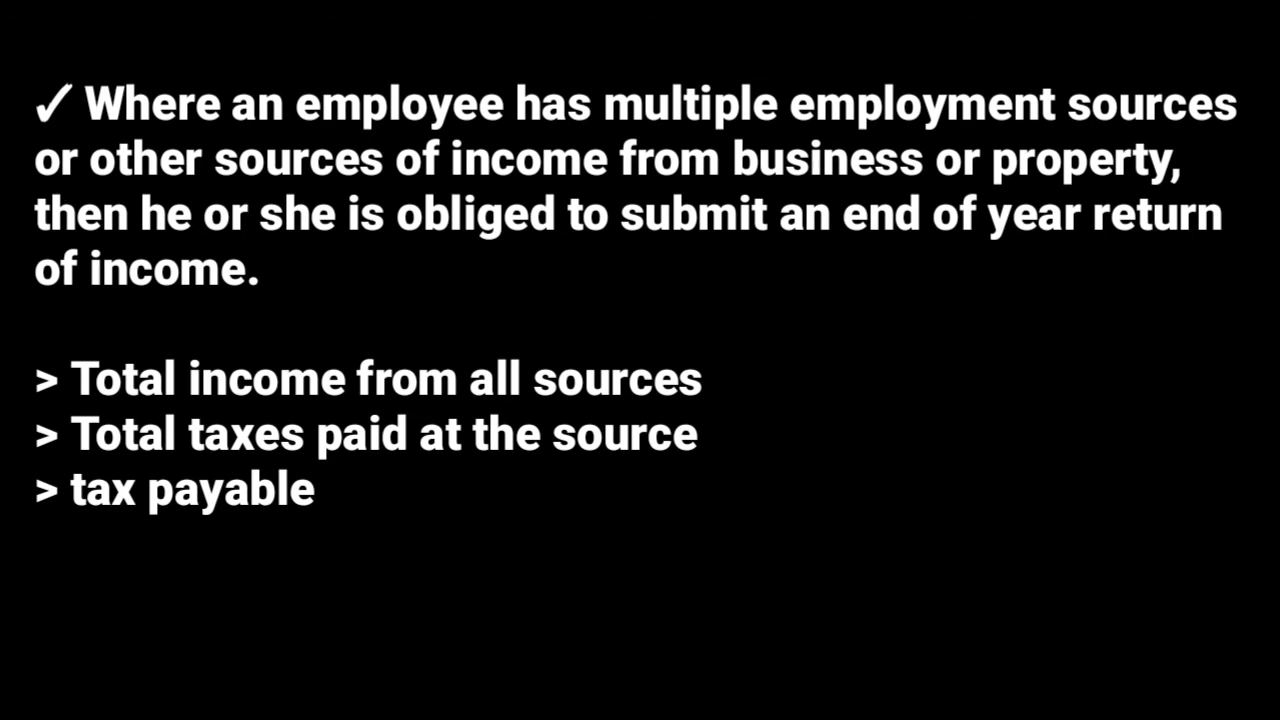 ✓ Where an employee has multiple employment sources
or other sources of income from business or property,
then he or she is obliged to submit an end of year return
of income.
> Total income from all sources
> Total taxes paid at the source
> tax payable